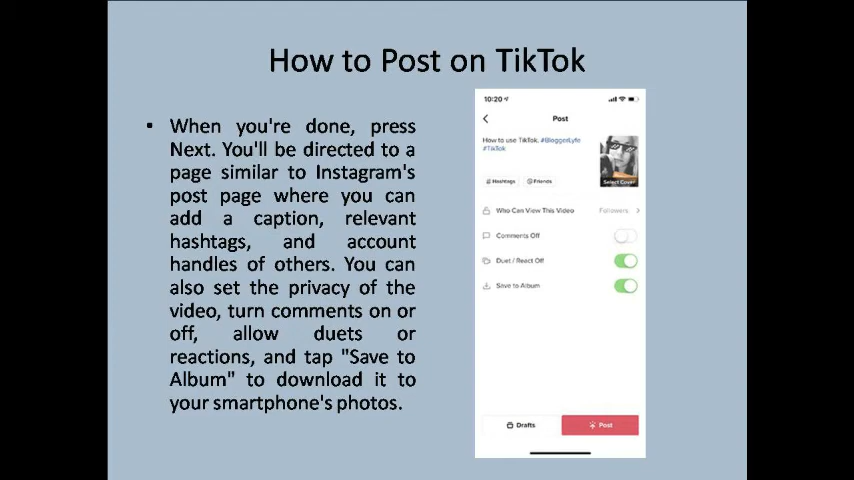 How to Post on TikTok
• When you're done, press
Next. You'll be directed to a
page similar to Instagram's
post page where you can
add a caption, relevant
hashtags, and account
handles of others. You can
also set the privacy of the
video, turn comments on or
off, allow duets or
reactions, and tap "Save to
Album" to download it to
your smartphone's photos.
10:20
Post
How to use TikTok. #BloggerLyfe
#TikTok
Select Cover
#Hashtags
@Friends
Who Can View This Video
Followers
Comments Off
Duet / React Off
Save to Album
Drafts
Post